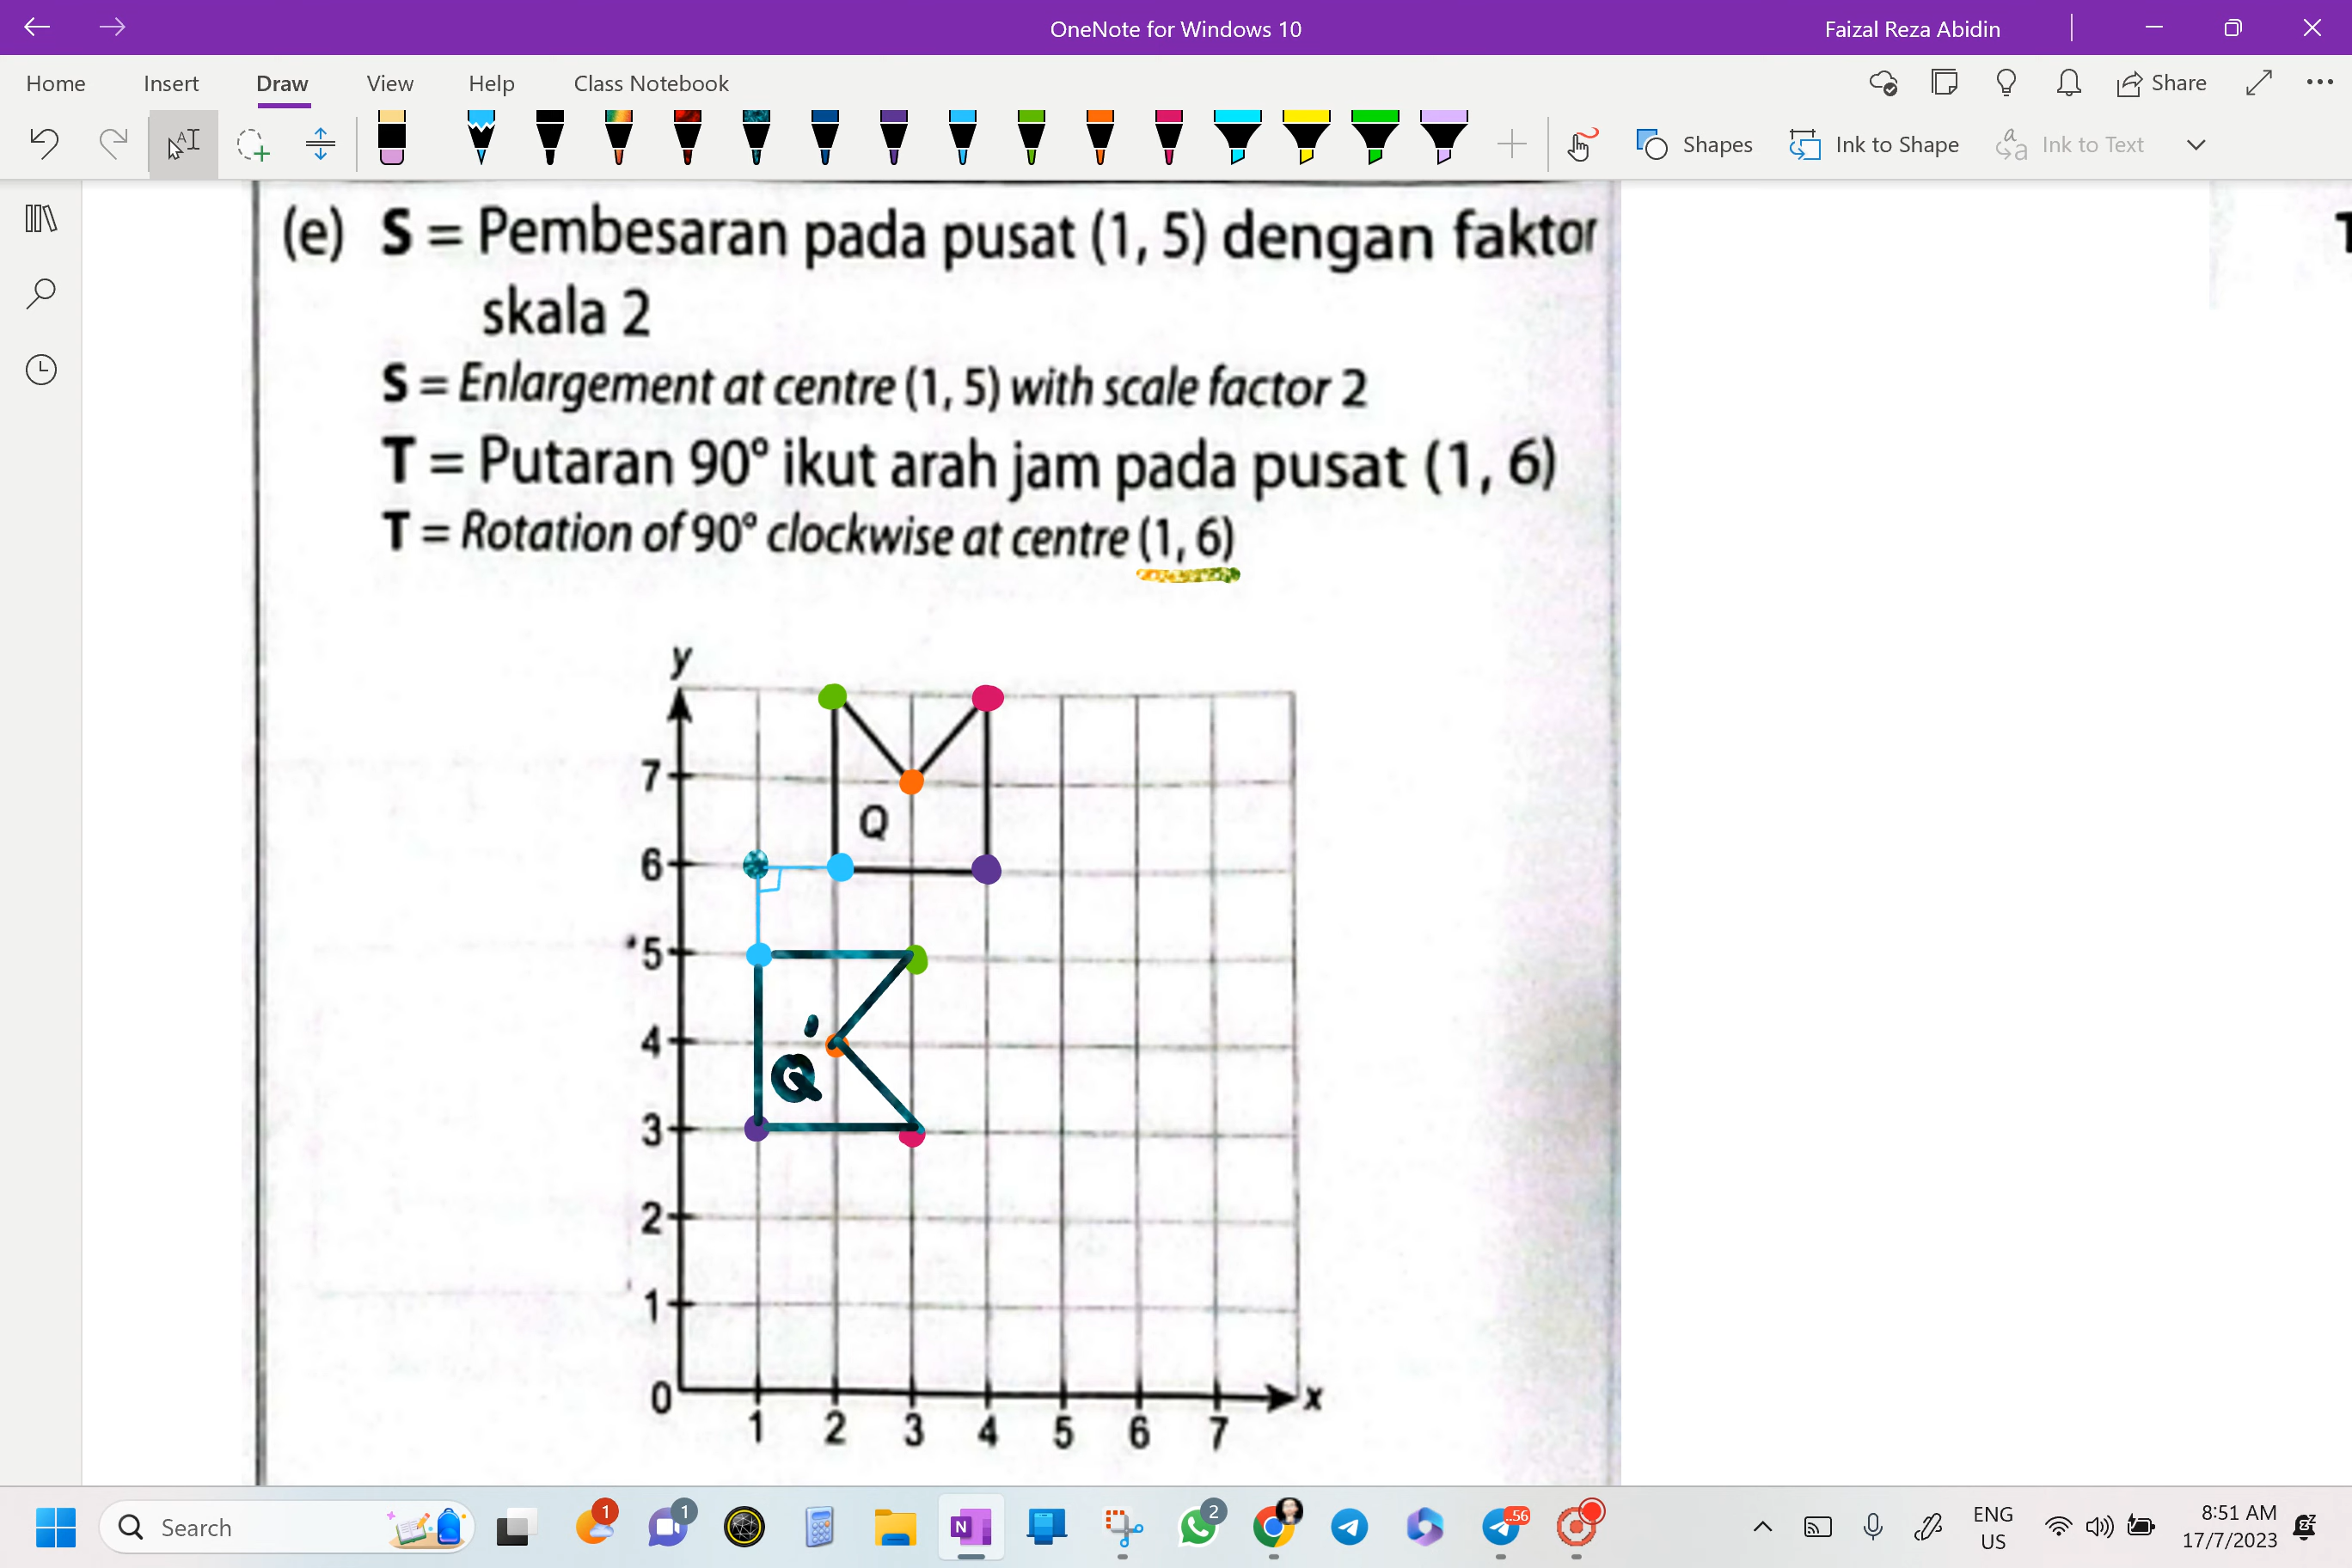 OneNote for Windows 10
Faizal Reza Abidin
Home Insert Draw View Help Class Notebook
Share
Shapes Ink to Shape Ink to Text
(e) S = Pembesaran pada pusat (1, 5) dengan faktor
skala 2
S = Enlargement at centre (1, 5) with scale factor 2
T = Putaran 90° ikut arah jam pada pusat (1, 6)
T = Rotation of 90° clockwise at centre (1, 6)
y
7
Q
6
5
4
Q'
3
2
1
0
x
1 2 3 4 5 6 7
Search
1
1
N
2
..56
ENG
US
8:51 AM
17/7/2023